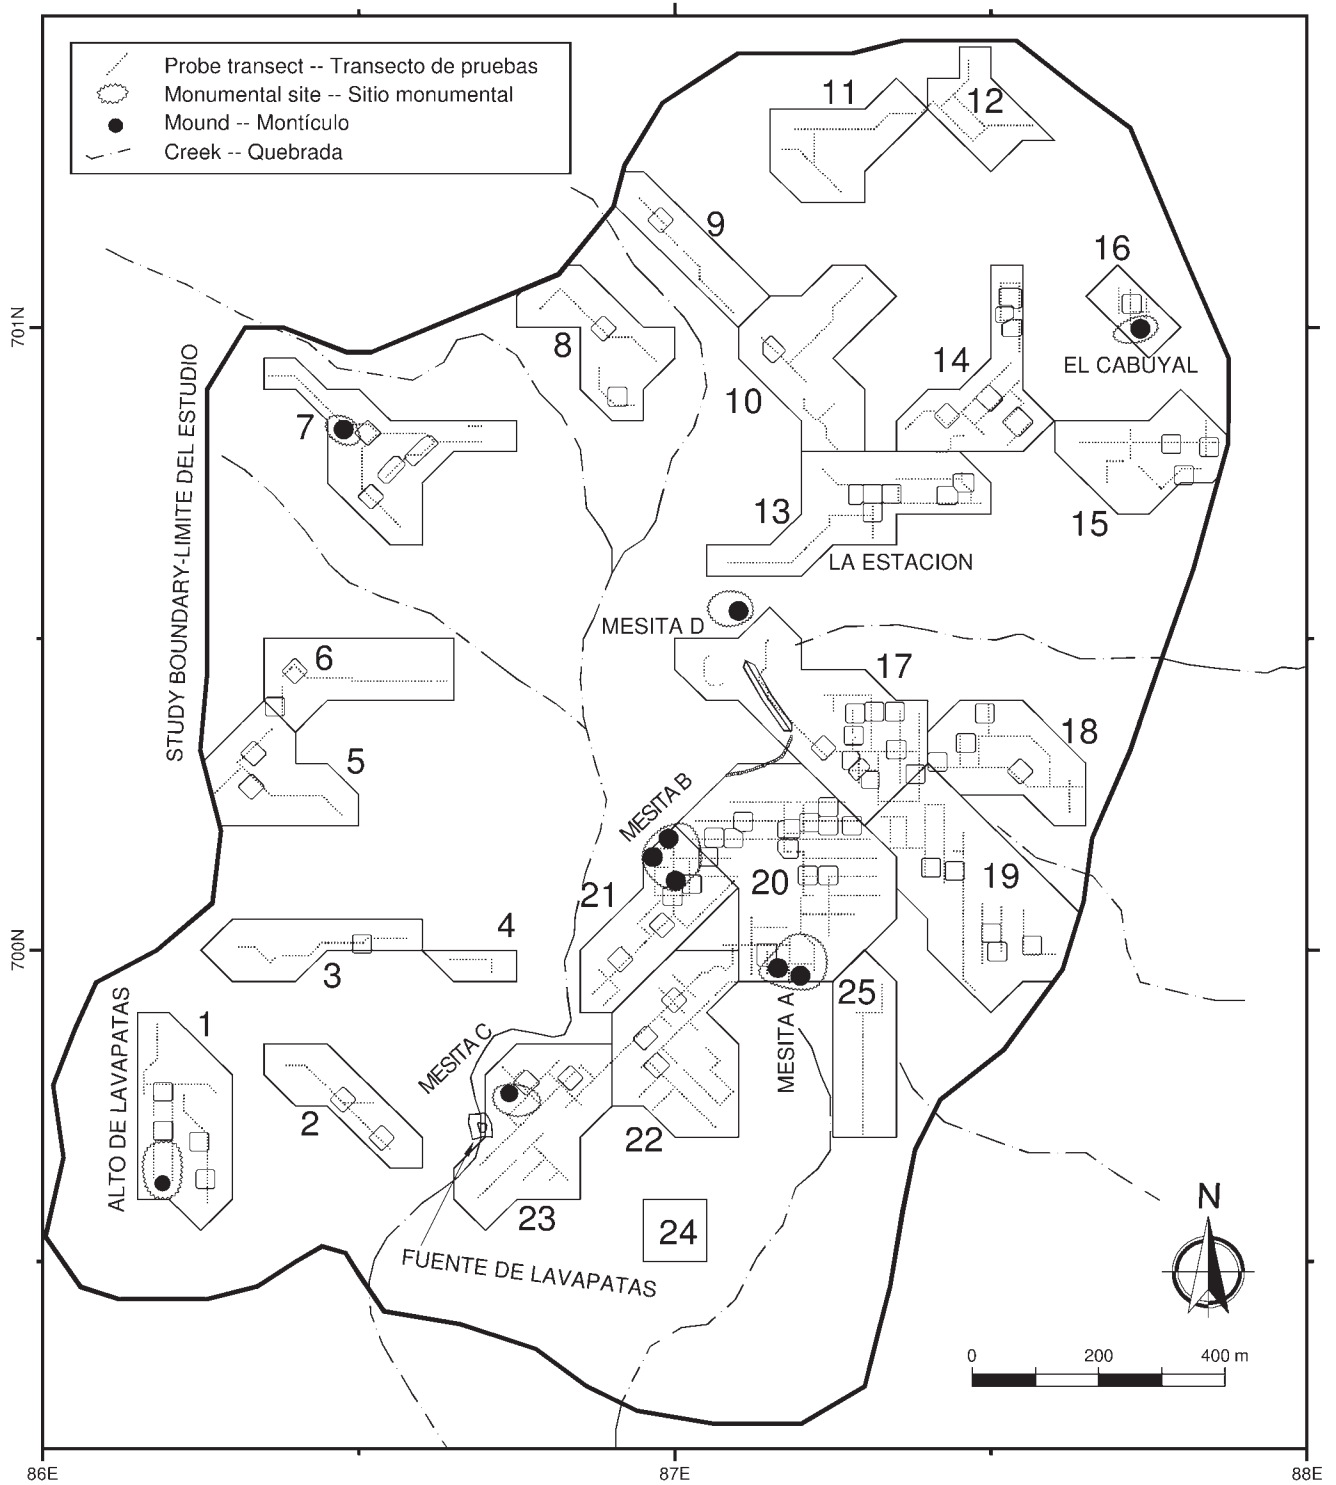 Probe transect -- Transecto de pruebas
Monumental site -- Sitio monumental
Mound -- Montículo
Creek -- Quebrada
11
12
9
16
701N
8
EL CABUYAL
14
10
7
STUDY BOUNDARY-LIMITE DEL ESTUDIO
13
15
LA ESTACION
MESITA D
6
17
18
5
MESITA B
20
19
21
4
700N
3
25
1
ALTO DE LAVAPATAS
MESITA C
MESITA A
2
22
23
24
N
FUENTE DE LAVAPATAS
0 200 400 m
86E 87E 88E